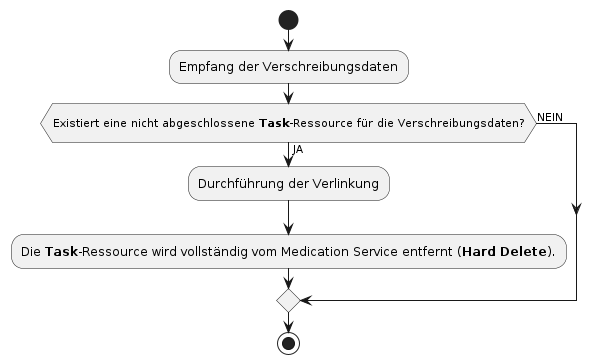 Empfang der Verschreibungsdaten
Existiert eine nicht abgeschlossene Task-Ressource für die Verschreibungsdaten?
NEIN
JA
Durchführung der Verlinkung
Die Task-Ressource wird vollständig vom Medication Service entfernt (Hard Delete).